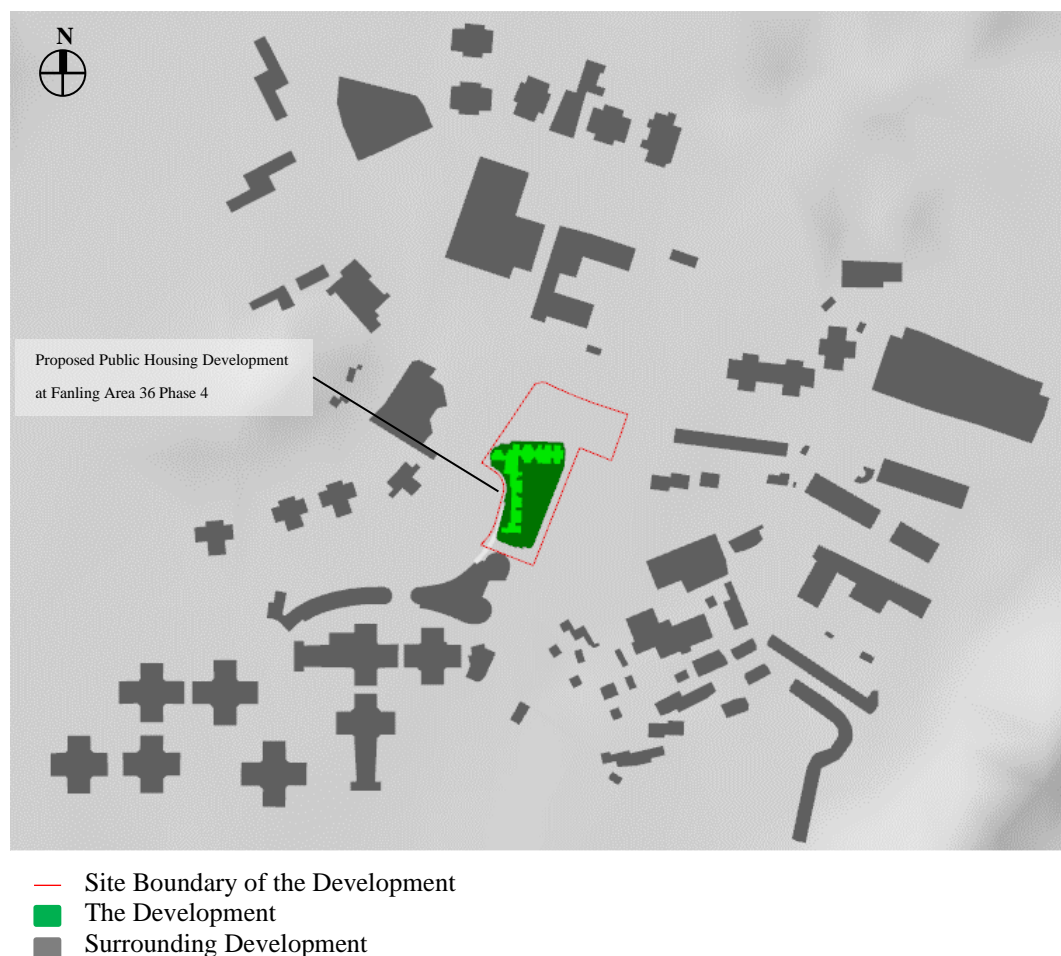 N
Proposed Public Housing Development
at Fanling Area 36 Phase 4
Site Boundary of the Development
The Development
Surrounding Development